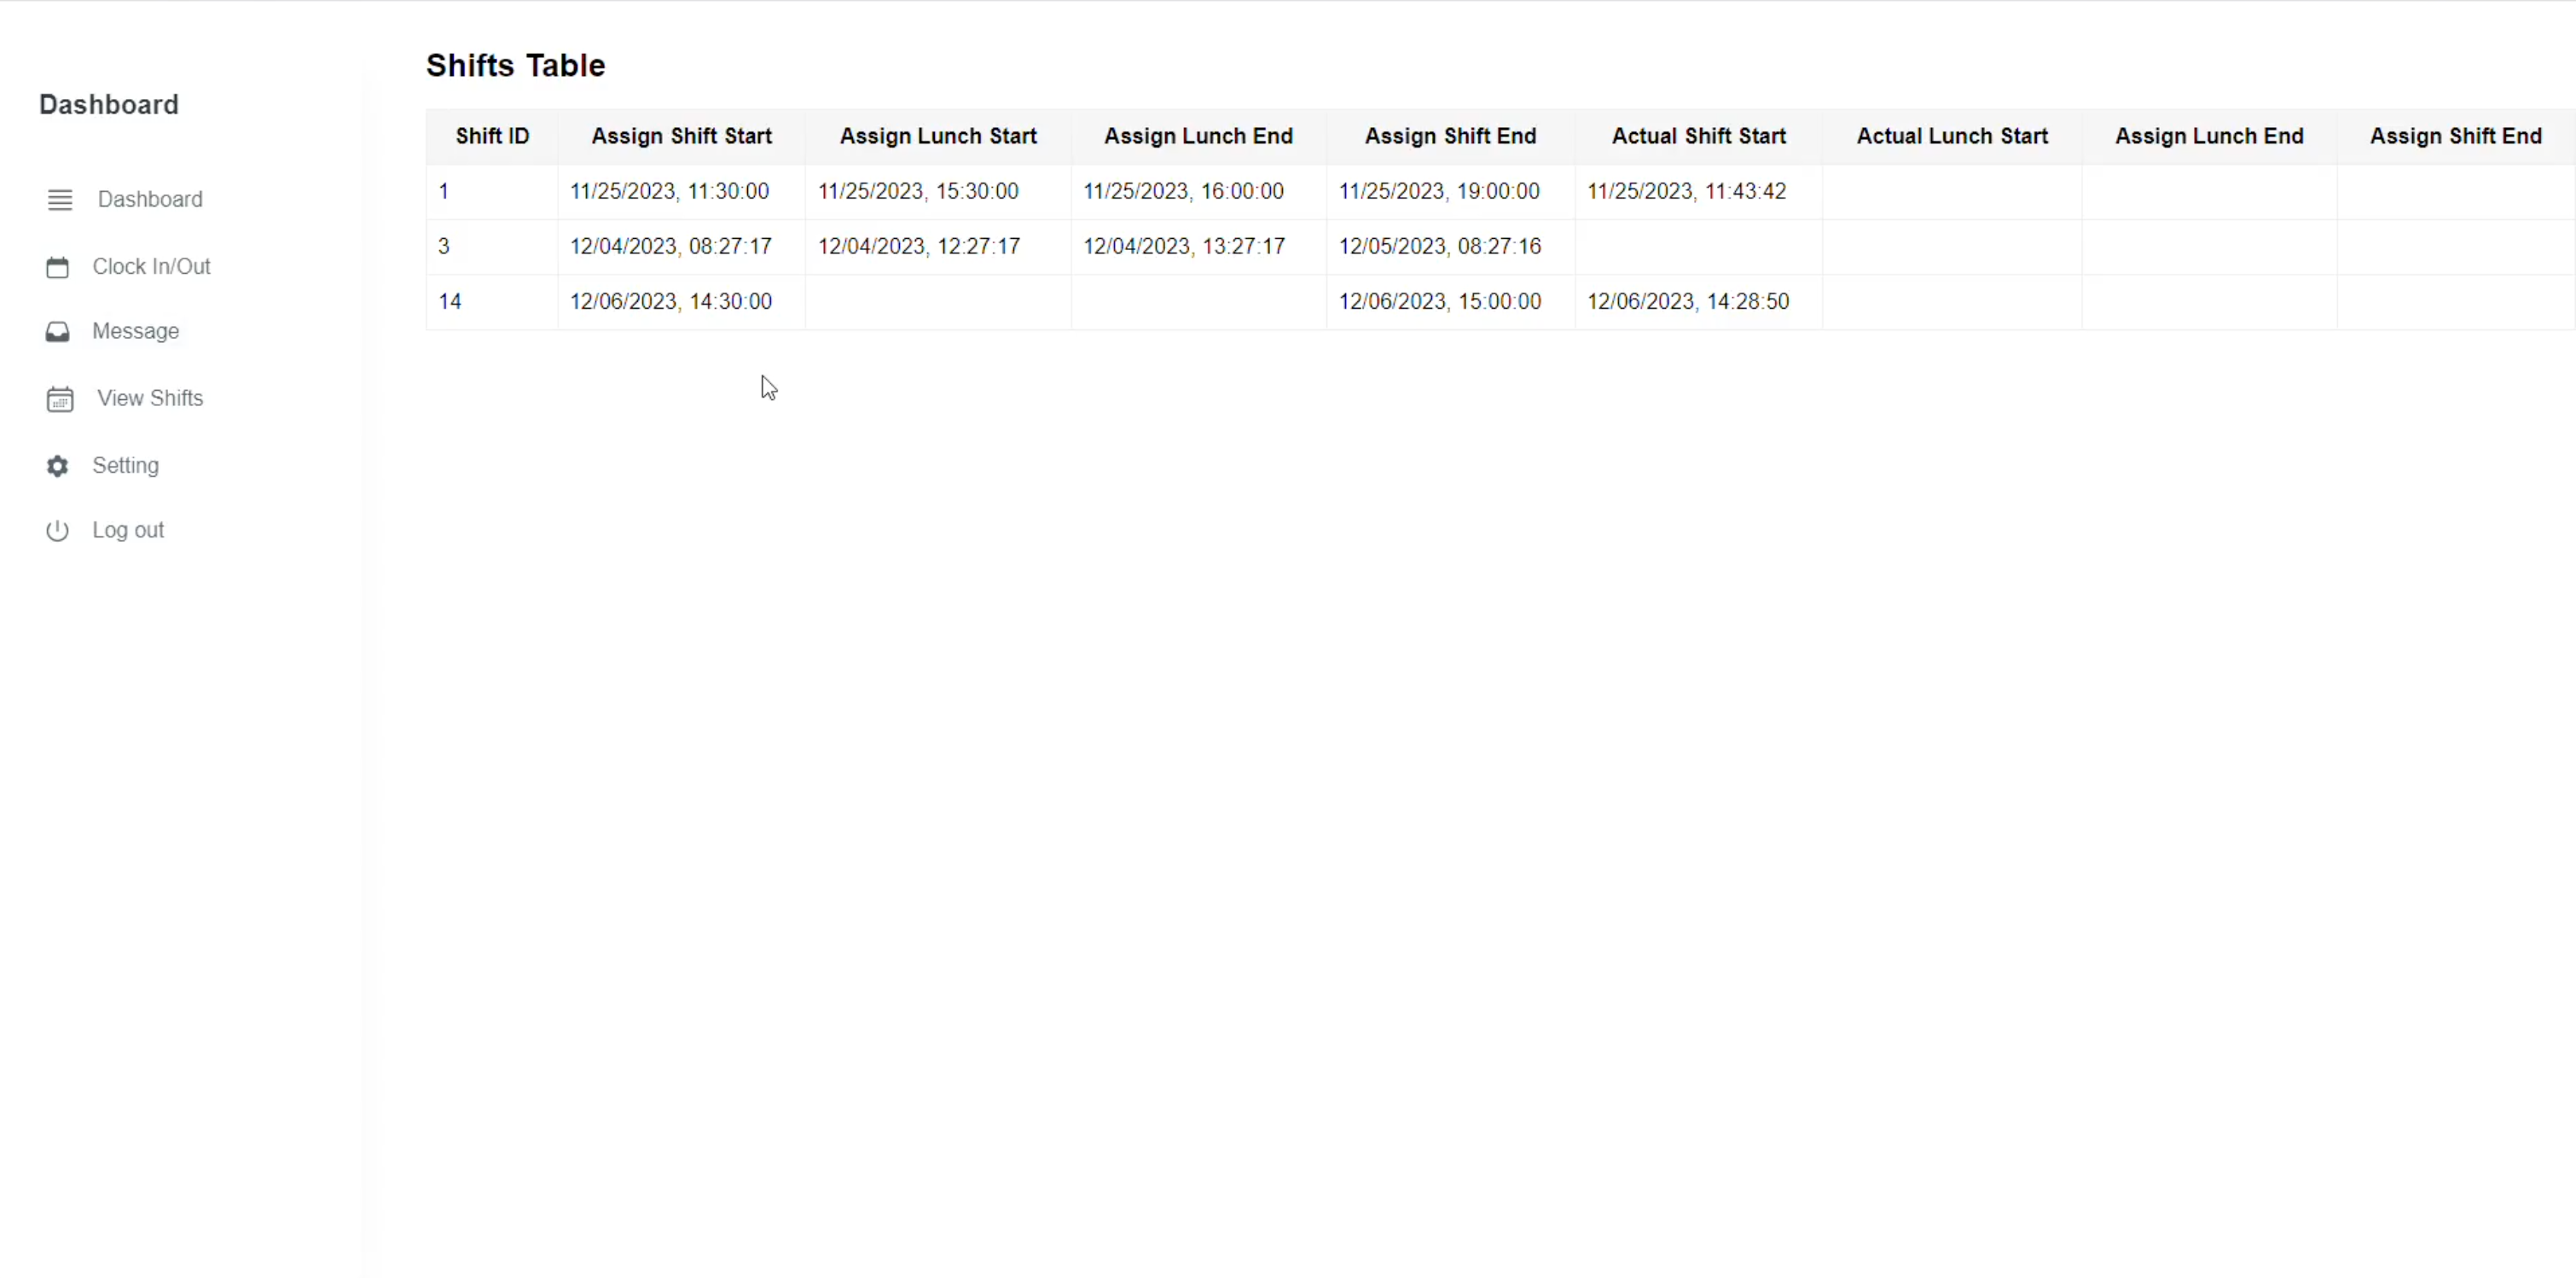 Dashboard
Dashboard
Clock In/Out
Message
View Shifts
Setting
Log out
Shifts Table
Shift ID Assign Shift Start Assign Lunch Start Assign Lunch End Assign Shift End Actual Shift Start Actual Lunch Start Assign Lunch End Assign Shift End
1 11/25/2023, 11:30:00 11/25/2023, 15:30:00 11/25/2023, 16:00:00 11/25/2023, 19:00:00 11/25/2023, 11:43:42
3 12/04/2023, 08:27:17 12/04/2023, 12:27:17 12/04/2023, 13:27:17 12/05/2023, 08:27:16
14 12/06/2023, 14:30:00 12/06/2023, 15:00:00 12/06/2023, 14:28:50